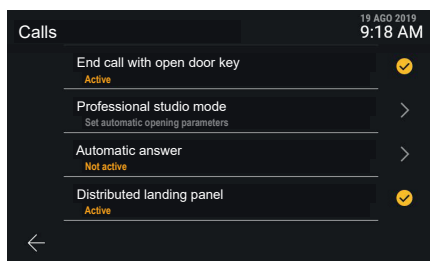 19 AGO 2019
Calls
9:18 AM
End call with open door key
Active
Professional studio mode
Set automatic opening parameters
Automatic answer
Not active
Distributed landing panel
Active